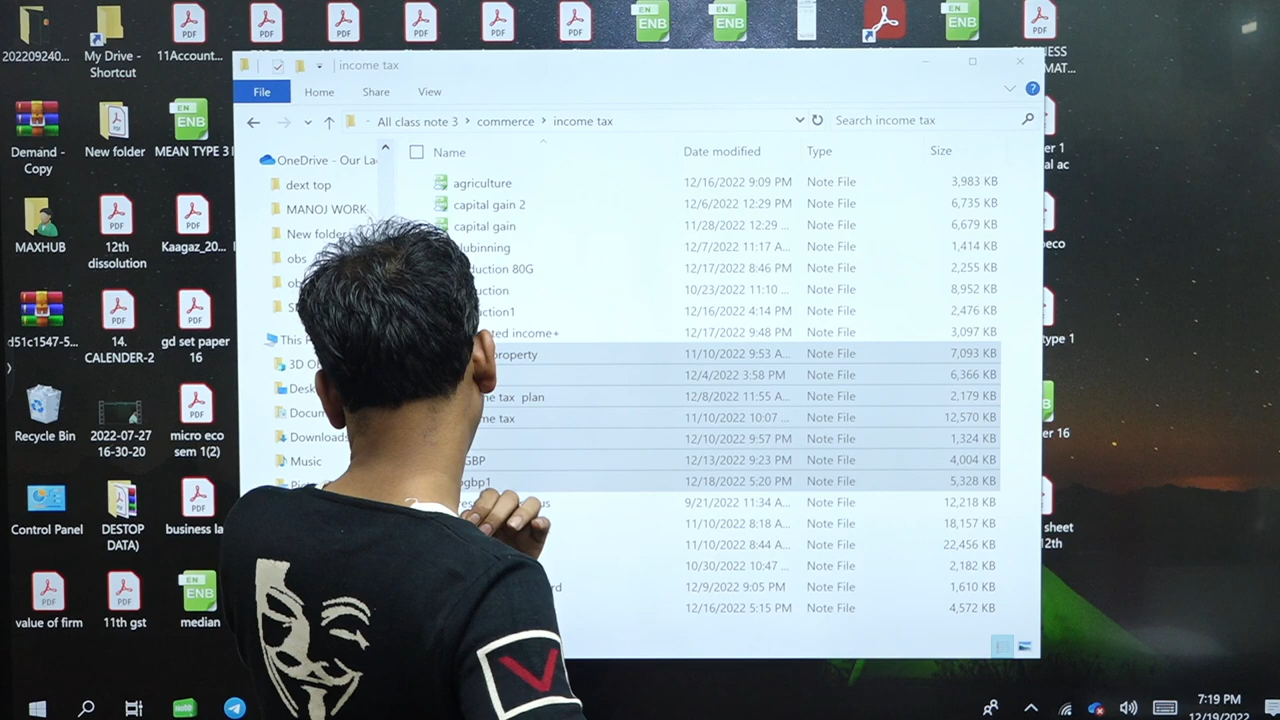 202209240...
My Drive -
Shortcut
11Account...
income tax
File
Home
Share
View
All class note 3 > commerce > income tax
Search income tax
Name
Date modified
Type
Size
OneDrive - Our La
dext top
MANOJ WORK
New folder
obs
ob
This P
3D O
Desk
Docum
Downloads
Music
agriculture 12/16/2022 9:09 PM Note File 3,983 KB
capital gain 2 12/6/2022 12:29 PM Note File 6,735 KB
capital gain 11/28/2022 12:29 ... Note File 6,679 KB
lubinning 12/7/2022 11:17 A... Note File 1,414 KB
duction 80G 12/17/2022 8:46 PM Note File 2,255 KB
uction 10/23/2022 11:10 ... Note File 8,952 KB
uction1 12/16/2022 4:14 PM Note File 2,476 KB
ted income+ 12/17/2022 9:48 PM Note File 3,097 KB
property 11/10/2022 9:53 A... Note File 7,093 KB
12/4/2022 3:58 PM Note File 6,366 KB
me tax plan 12/8/2022 11:55 A... Note File 2,179 KB
me tax 11/10/2022 10:07 ... Note File 12,570 KB
12/10/2022 9:57 PM Note File 1,324 KB
GBP 12/13/2022 9:23 PM Note File 4,004 KB
pgbp1 12/18/2022 5:20 PM Note File 5,328 KB
9/21/2022 11:34 A... Note File 12,218 KB
11/10/2022 8:18 A... Note File 18,157 KB
11/10/2022 8:44 A... Note File 22,456 KB
10/30/2022 10:47 ... Note File 2,182 KB
rd 12/9/2022 9:05 PM Note File 1,610 KB
12/16/2022 5:15 PM Note File 4,572 KB
Demand -
Copy
New folder
EN
ENB
MEAN TYPE 3
MAXHUB
12th
dissolution
Kaagaz_20...
d51c1547-5...
14.
CALENDER-2
gd set paper
16
Recycle Bin
2022-07-27
16-30-20
micro eco
sem 1(2)
Control Panel
DESTOP
DATA)
business la
value of firm
11th gst
EN
ENB
median
PDF
PDF
PDF
PDF
PDF
PDF
ENB
ENB
ENB
PDF
INESS
MAT...
er 1
al ac
eco
type 1
er 16
sheet
12th
V
7:19 PM
12/19/2022